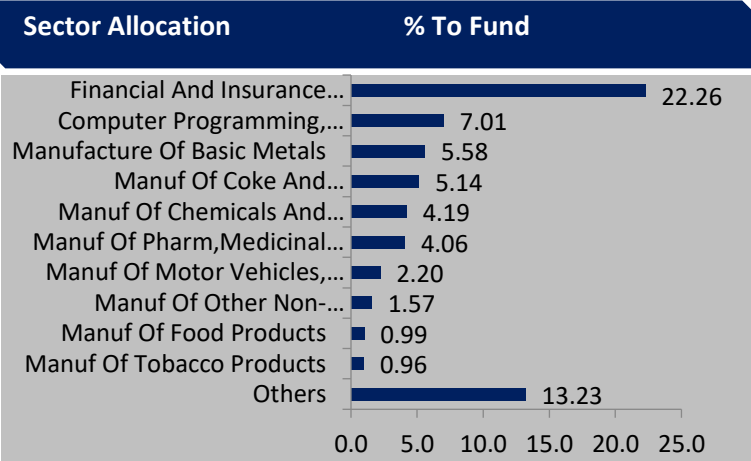 Sector Allocation % To Fund
Financial And Insurance... 22.26
Computer Programming,... 7.01
Manufacture Of Basic Metals 5.58
Manuf Of Coke And... 5.14
Manuf Of Chemicals And... 4.19
Manuf Of Pharm,Medicinal... 4.06
Manuf Of Motor Vehicles,... 2.20
Manuf Of Other Non-... 1.57
Manuf Of Food Products 0.99
Manuf Of Tobacco Products 0.96
Others 13.23
0.0 5.0 10.0 15.0 20.0 25.0